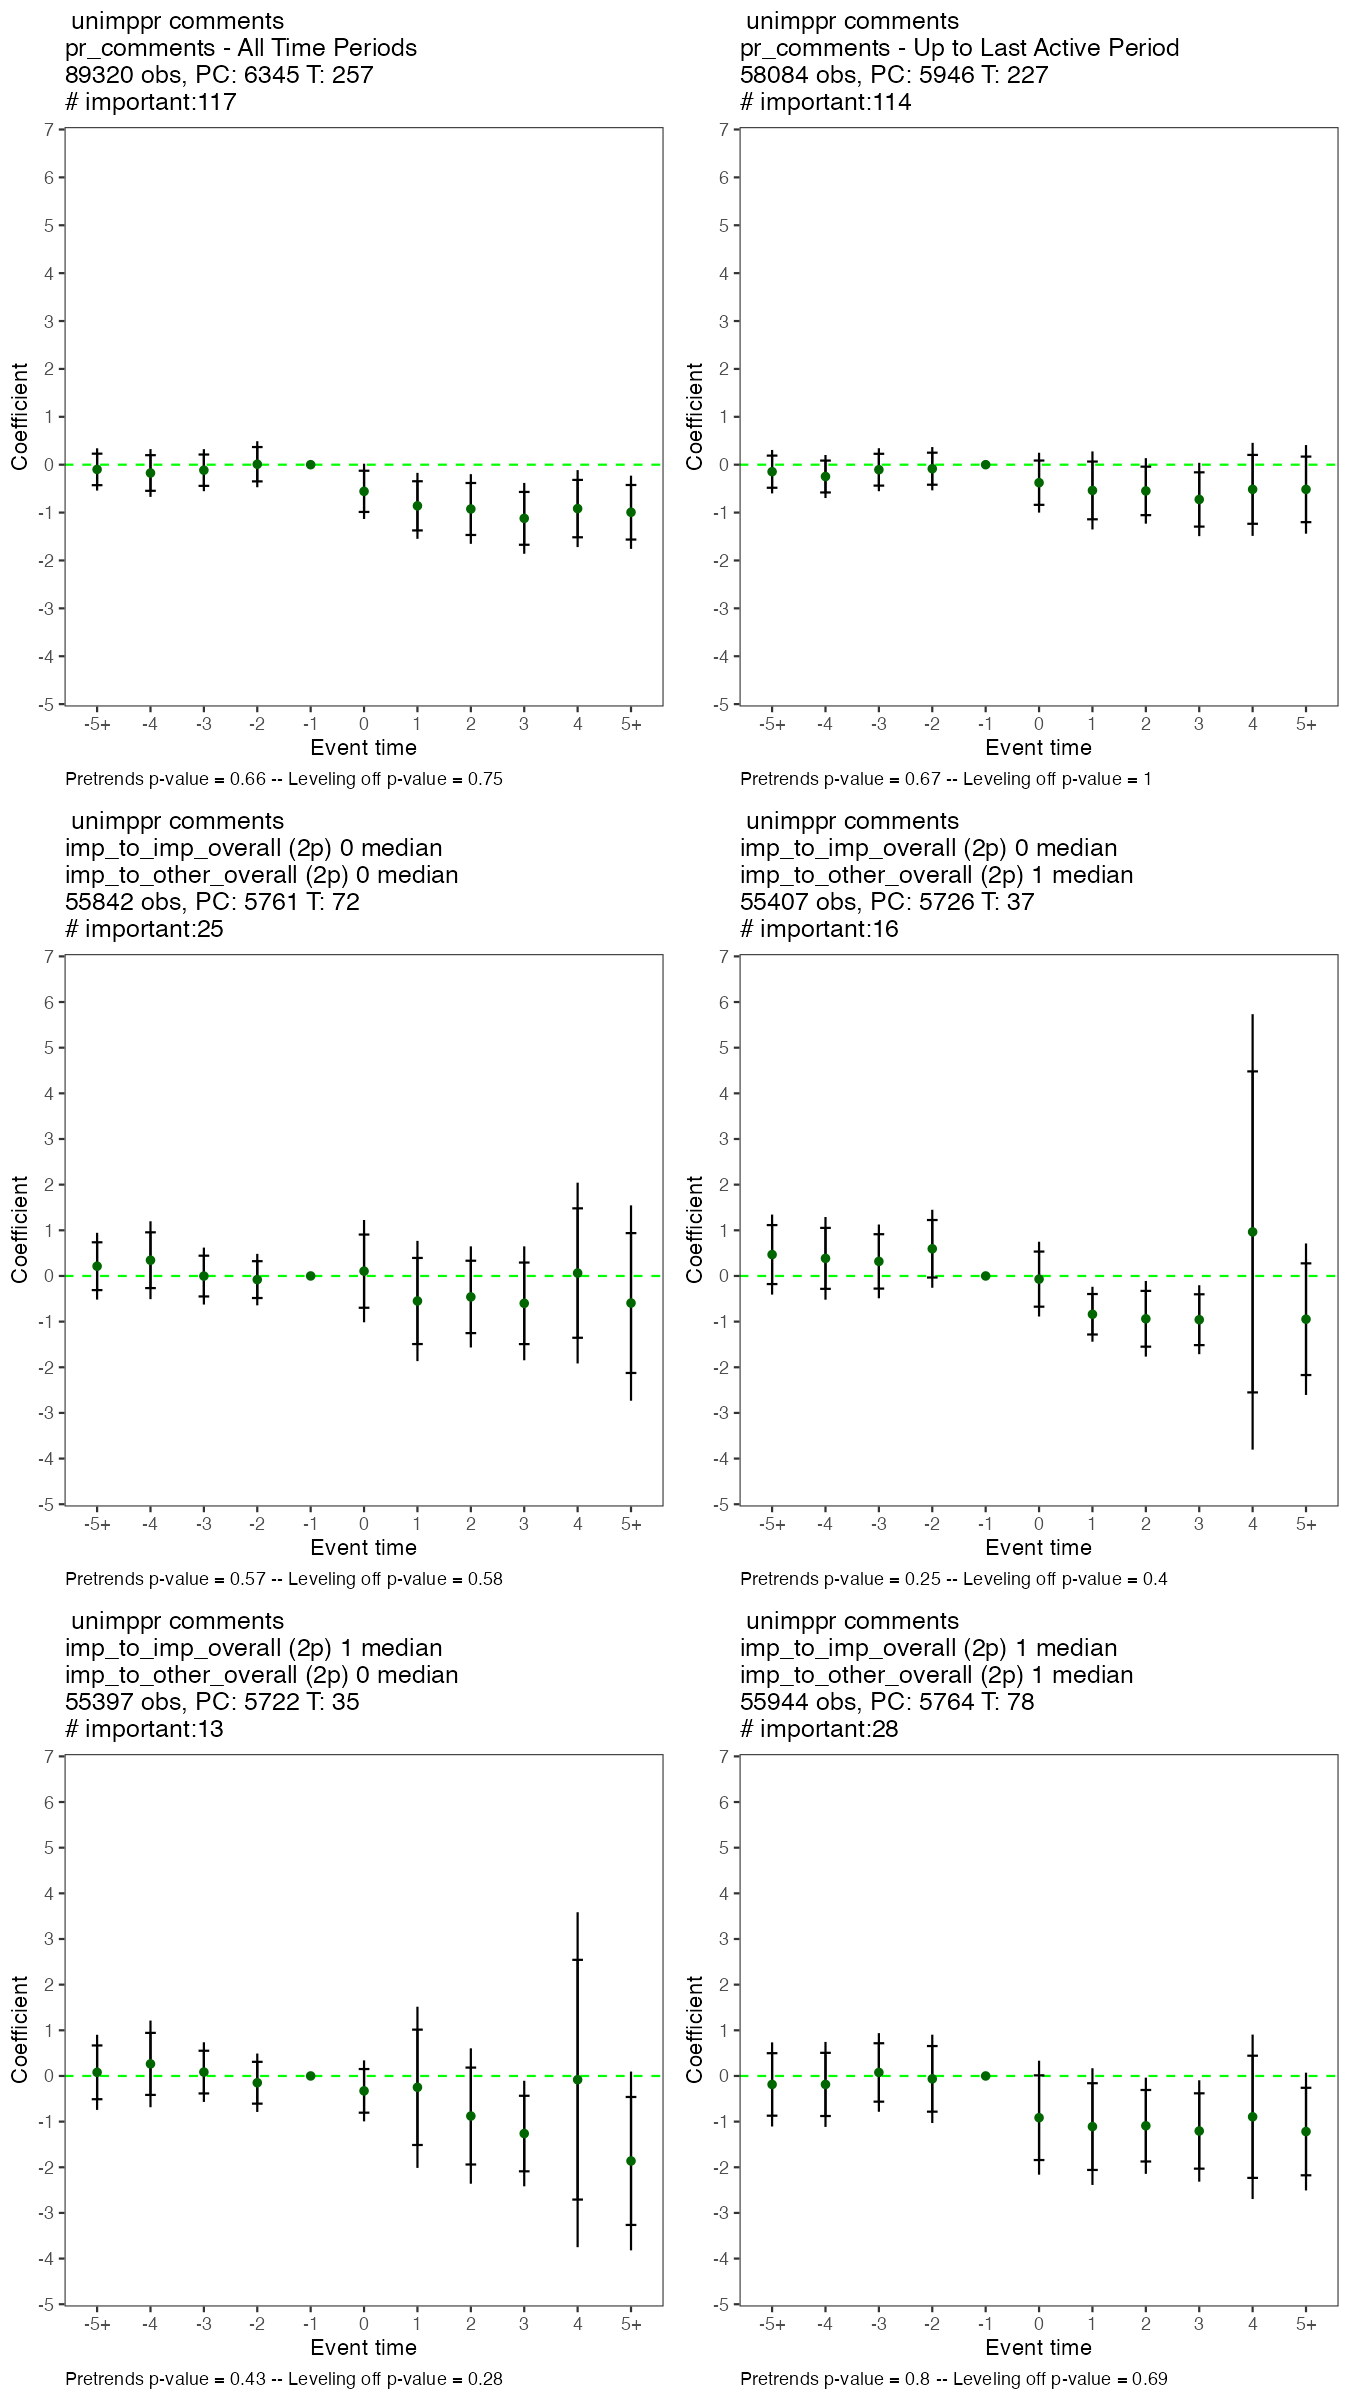 unimppr comments
pr_comments - All Time Periods
89320 obs, PC: 6345 T: 257
# important:117
7
6
5
4
3
2
1
0
-1
-2
-3
-4
-5
Coefficient
-5+ -4 -3 -2 -1 0 1 2 3 4 5+
Event time
Pretrends p-value = 0.66 -- Leveling off p-value = 0.75
unimppr comments
pr_comments - Up to Last Active Period
58084 obs, PC: 5946 T: 227
# important:114
7
6
5
4
3
2
1
0
-1
-2
-3
-4
-5
Coefficient
-5+ -4 -3 -2 -1 0 1 2 3 4 5+
Event time
Pretrends p-value = 0.67 -- Leveling off p-value = 1
unimppr comments
imp_to_imp_overall (2p) 0 median
imp_to_other_overall (2p) 0 median
55842 obs, PC: 5761 T: 72
# important:25
7
6
5
4
3
2
1
0
-1
-2
-3
-4
-5
Coefficient
-5+ -4 -3 -2 -1 0 1 2 3 4 5+
Event time
Pretrends p-value = 0.57 -- Leveling off p-value = 0.58
unimppr comments
imp_to_imp_overall (2p) 0 median
imp_to_other_overall (2p) 1 median
55407 obs, PC: 5726 T: 37
# important:16
7
6
5
4
3
2
1
0
-1
-2
-3
-4
-5
Coefficient
-5+ -4 -3 -2 -1 0 1 2 3 4 5+
Event time
Pretrends p-value = 0.25 -- Leveling off p-value = 0.4
unimppr comments
imp_to_imp_overall (2p) 1 median
imp_to_other_overall (2p) 0 median
55397 obs, PC: 5722 T: 35
# important:13
7
6
5
4
3
2
1
0
-1
-2
-3
-4
-5
Coefficient
-5+ -4 -3 -2 -1 0 1 2 3 4 5+
Event time
Pretrends p-value = 0.43 -- Leveling off p-value = 0.28
unimppr comments
imp_to_imp_overall (2p) 1 median
imp_to_other_overall (2p) 1 median
55944 obs, PC: 5764 T: 78
# important:28
7
6
5
4
3
2
1
0
-1
-2
-3
-4
-5
Coefficient
-5+ -4 -3 -2 -1 0 1 2 3 4 5+
Event time
Pretrends p-value = 0.8 -- Leveling off p-value = 0.69